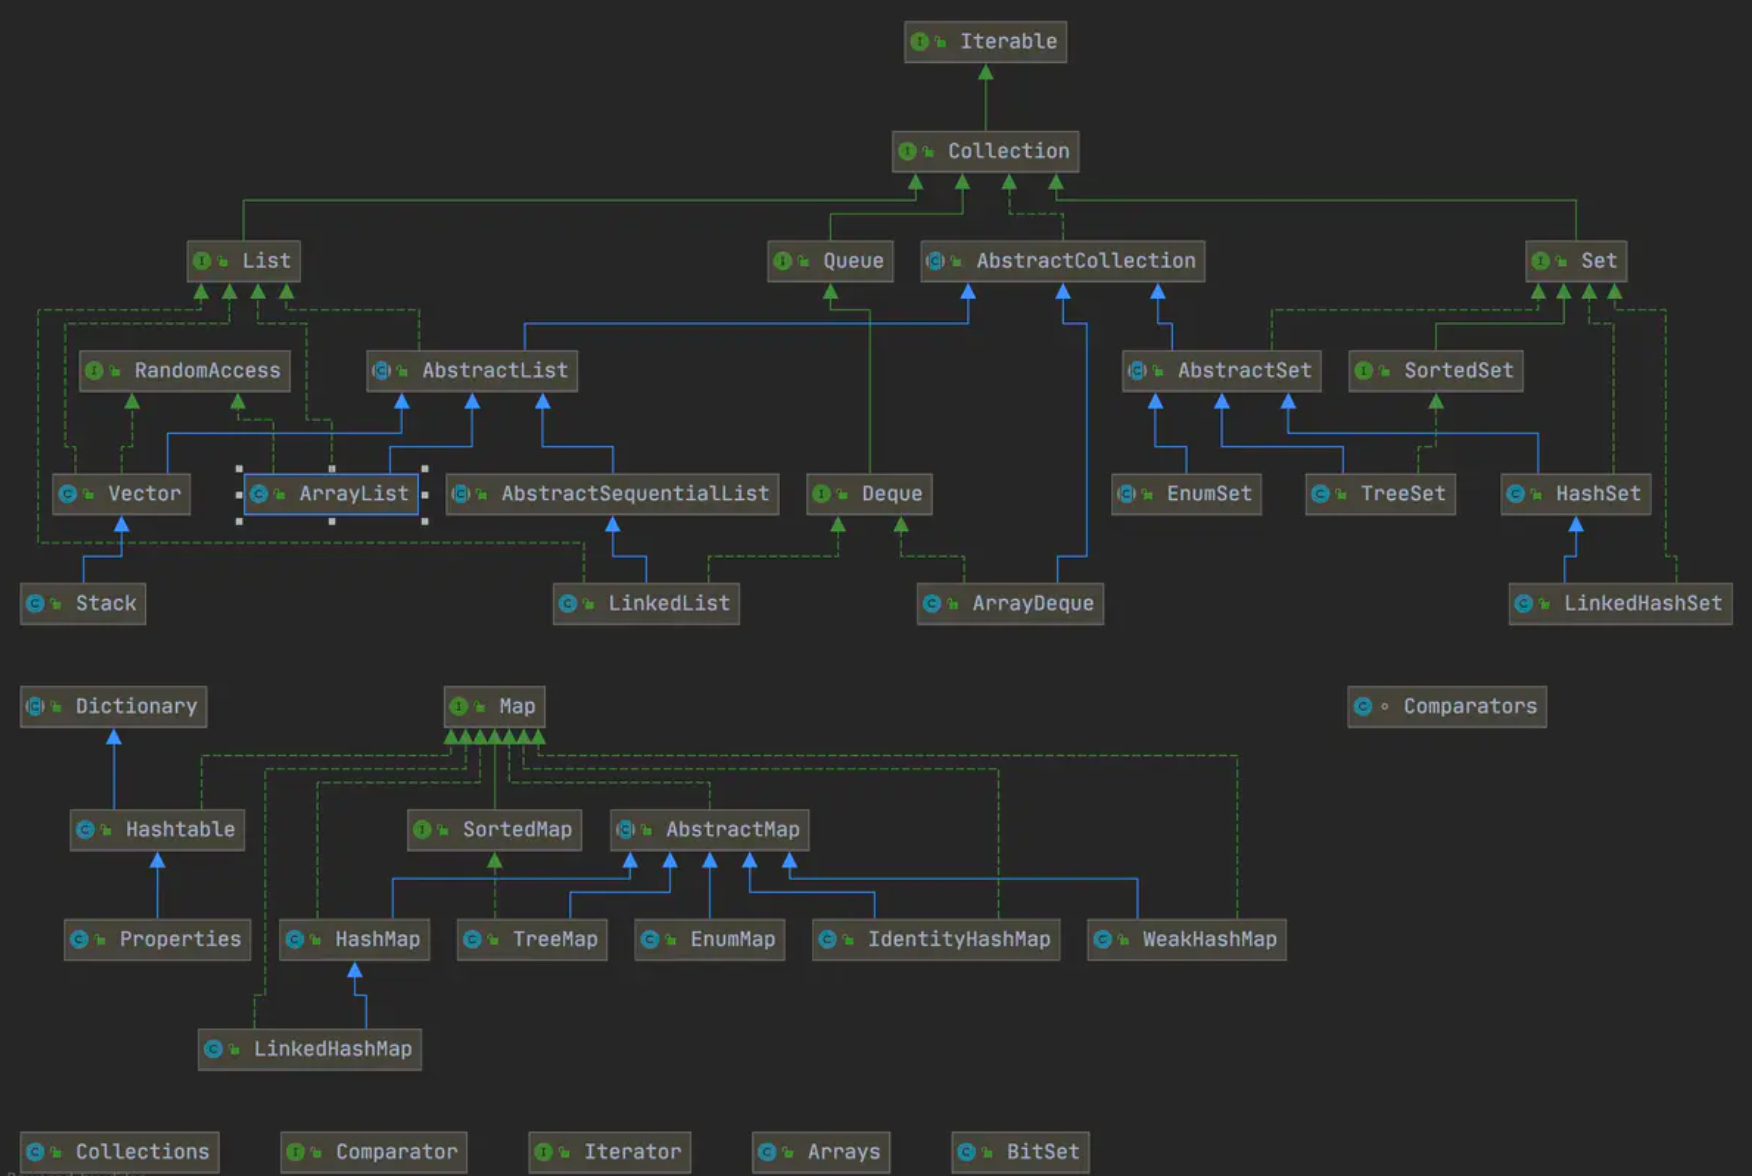 Iterable
Collection
List
Queue
AbstractCollection
Set
RandomAccess
AbstractList
AbstractSet
SortedSet
Vector
ArrayList
AbstractSequentialList
Deque
EnumSet
TreeSet
HashSet
Stack
LinkedList
ArrayDeque
LinkedHashSet
Dictionary
Map
Comparators
Hashtable
SortedMap
AbstractMap
Properties
HashMap
TreeMap
EnumMap
IdentityHashMap
WeakHashMap
LinkedHashMap
Collections
Comparator
Iterator
Arrays
BitSet